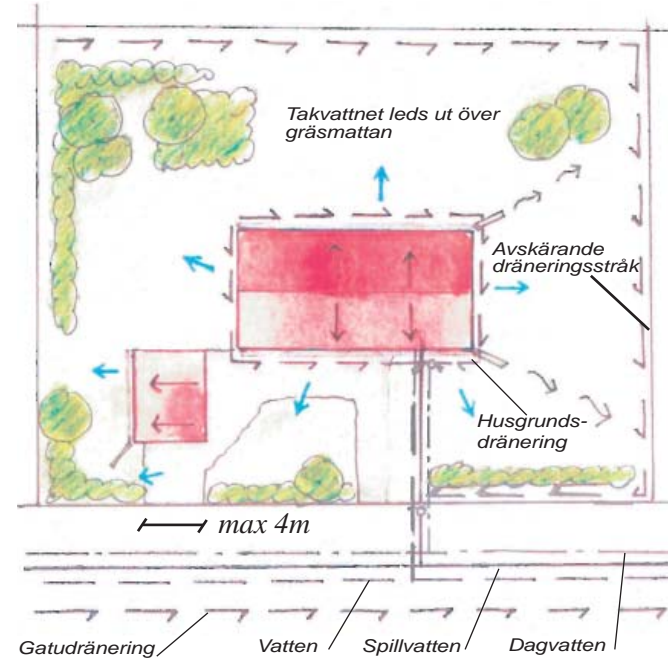 Takvattnet leds ut över
gräsmattan
Avskärande
dräneringsstråk
Husgrunds-
dränering
max 4m
Gatudränering
Vatten
Spillvatten
Dagvatten